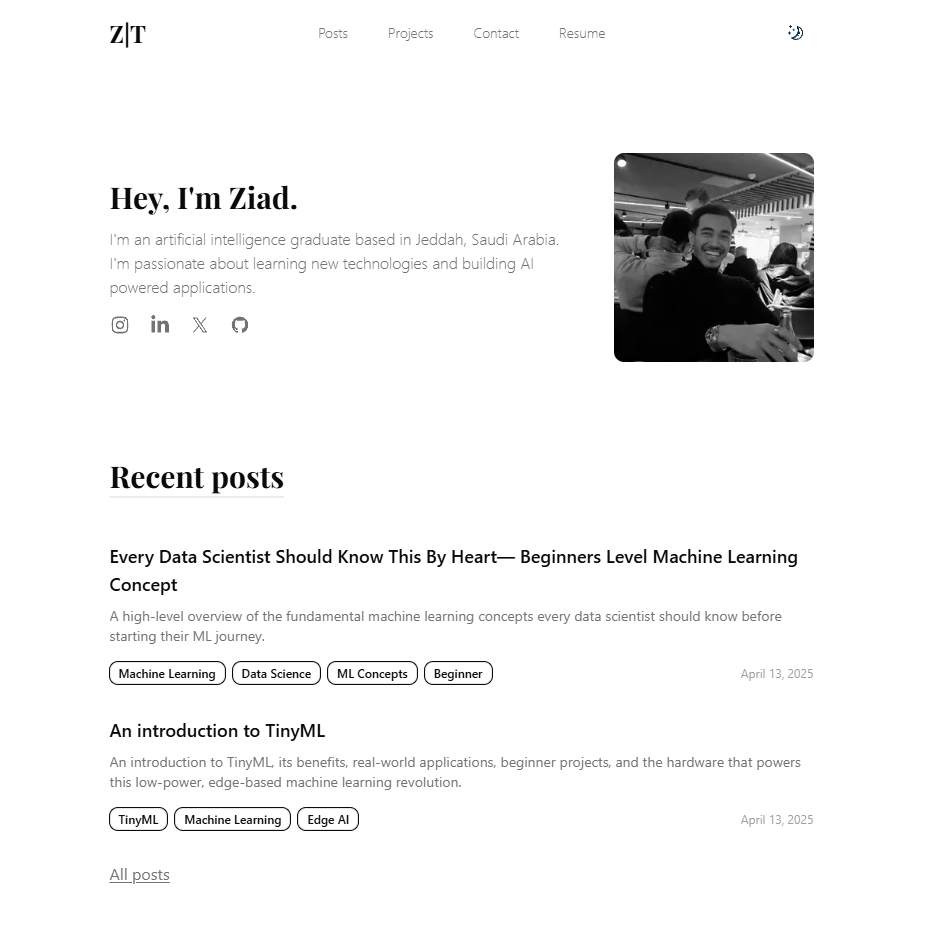 Z|T
Posts
Projects
Contact
Resume
Hey, I'm Ziad.
I'm an artificial intelligence graduate based in Jeddah, Saudi Arabia.
I'm passionate about learning new technologies and building AI
powered applications.
Recent posts
Every Data Scientist Should Know This By Heart— Beginners Level Machine Learning
Concept
A high-level overview of the fundamental machine learning concepts every data scientist should know before
starting their ML journey.
Machine Learning
Data Science
ML Concepts
Beginner
April 13, 2025
An introduction to TinyML
An introduction to TinyML, its benefits, real-world applications, beginner projects, and the hardware that powers
this low-power, edge-based machine learning revolution.
TinyML
Machine Learning
Edge AI
April 13, 2025
All posts